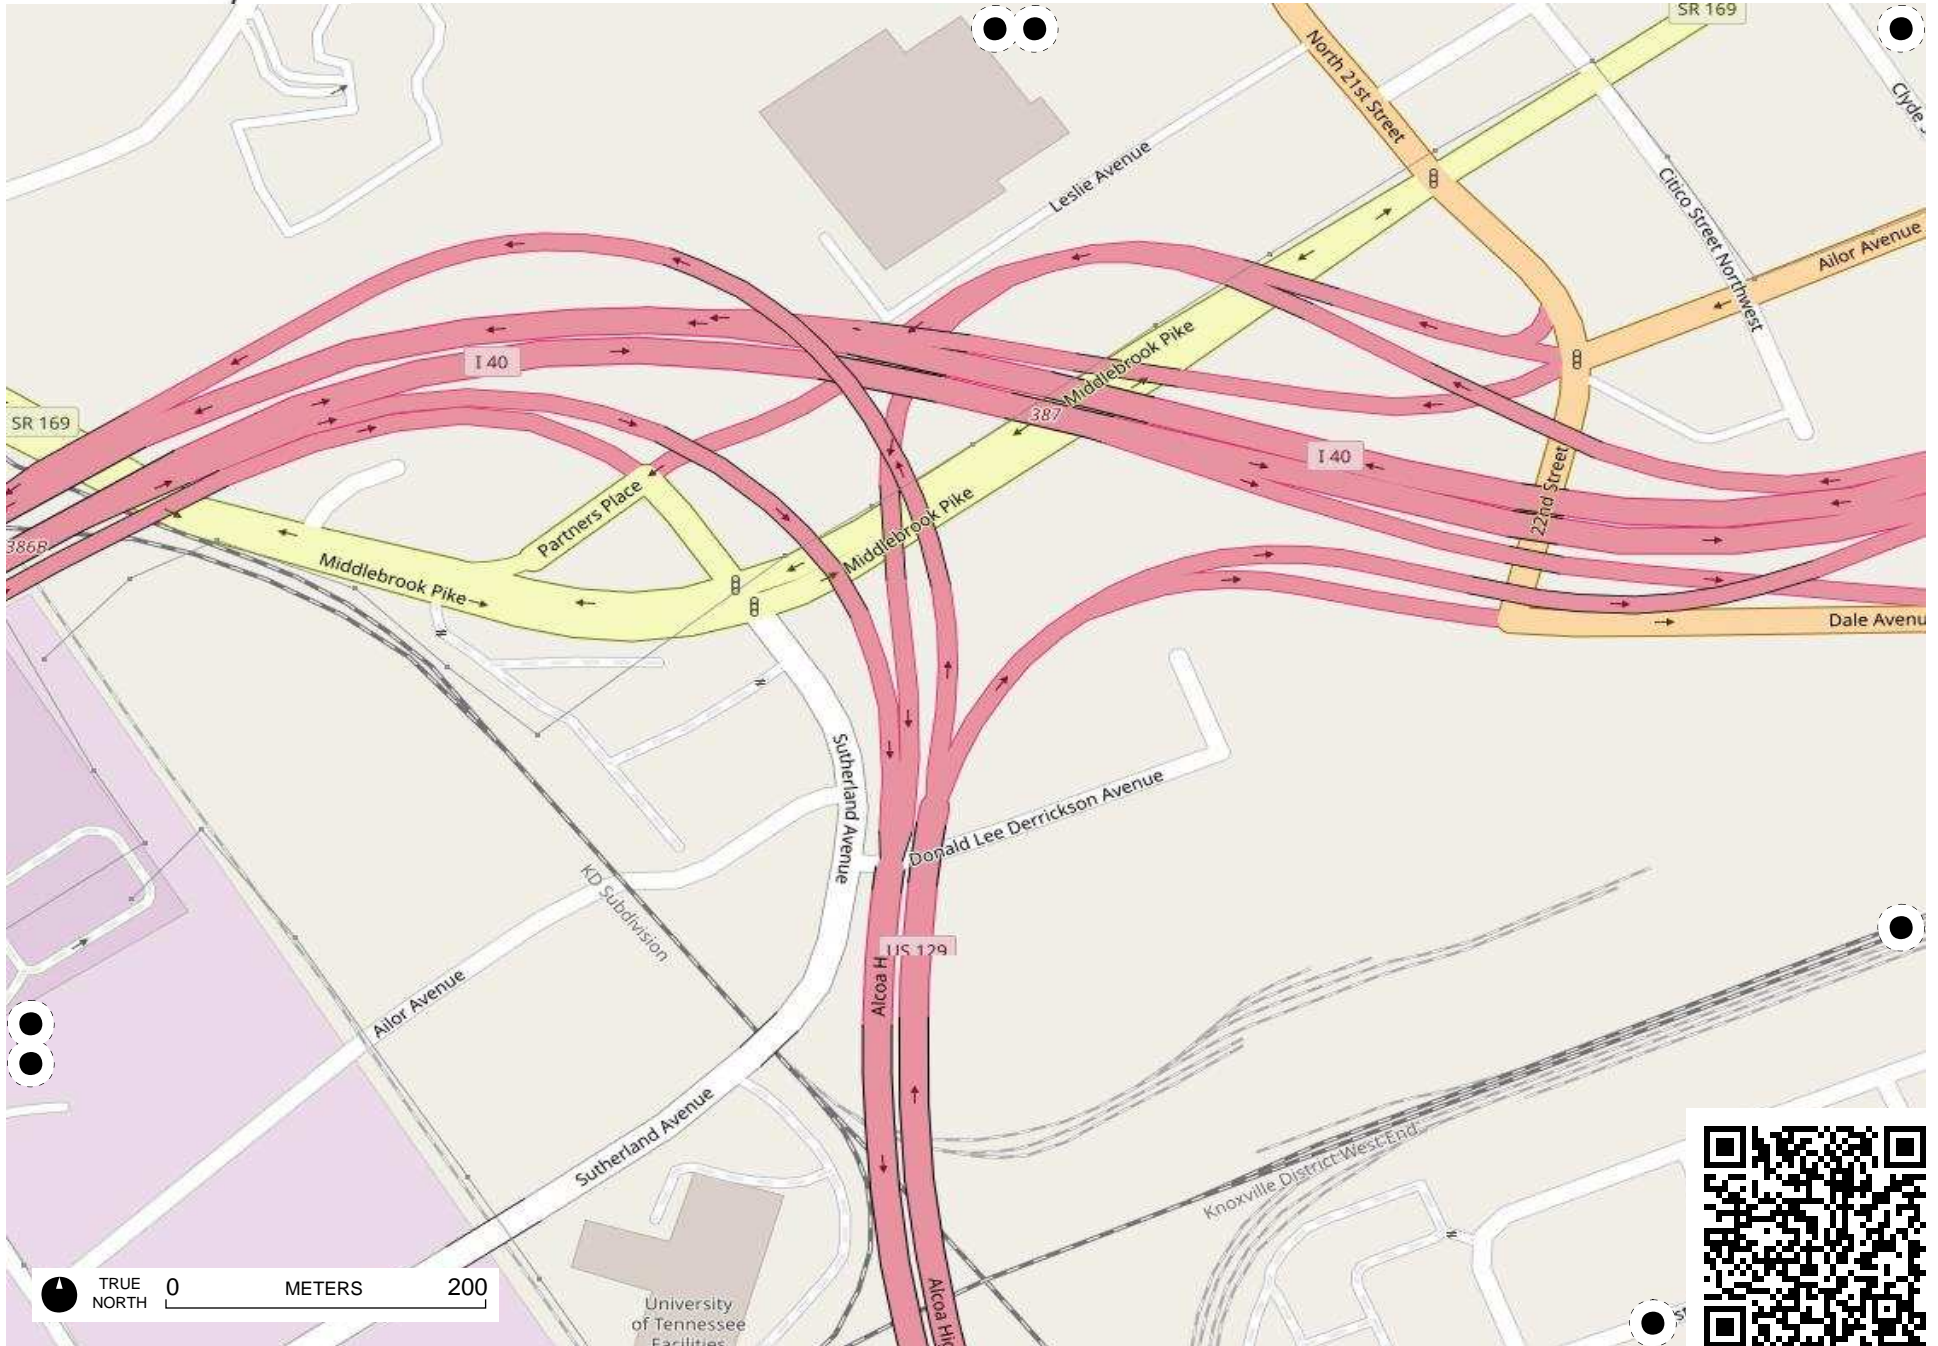 SR 169
North 21st Street
Clyde
Leslie Avenue
Citico Street Northwest
Ailor Avenue
Middlebrook Pike
I 40
387
SR 169
I 40
22nd Street
Partners Place
Middlebrook Pike
386B
Middlebrook Pike
Dale Avenu
Sutherland Avenue
Donald Lee Derrickson Avenue
KD Subdivision
US 129
Alcoa H
Ailor Avenue
Sutherland Avenue
Knoxville District West End
Alcoa Hig
TRUE
NORTH
0 METERS 200
University
of Tennessee
Facilities